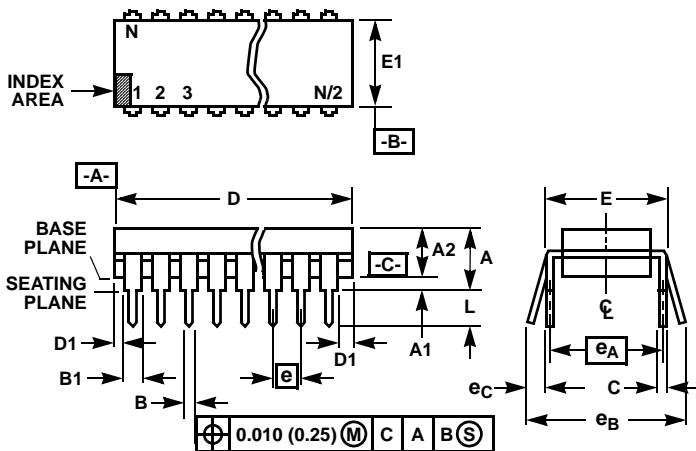 N
E1
INDEX
AREA
1 2 3 N/2
-B-
-A-
D
E
BASE
PLANE
A2
A
-C-
SEATING
PLANE
L
C
L
D1
A1
D1
eA
B1
e
eC
C
B
eB
0.010 (0.25) Ⓜ C A B Ⓢ